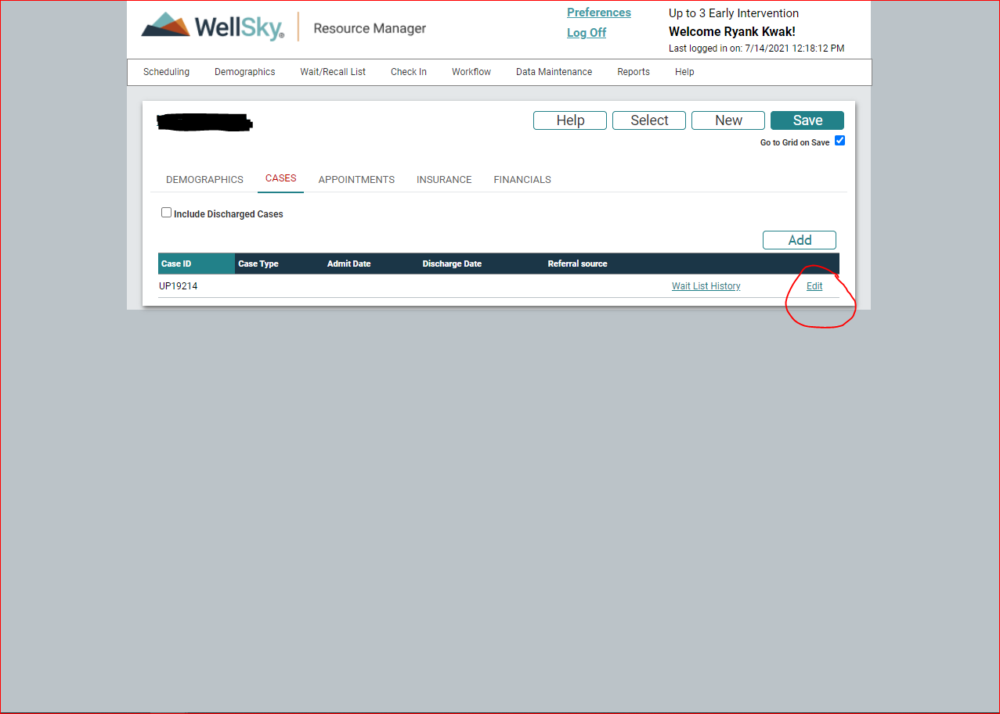 WellSky® Resource Manager
Preferences
Log Off
Up to 3 Early Intervention
Welcome Ryank Kwak!
Last logged in on: 7/14/2021 12:18:12 PM
Scheduling Demographics Wait/Recall List Check In Workflow Data Maintenance Reports Help
Help Select New Save
Go to Grid on Save
DEMOGRAPHICS CASES APPOINTMENTS INSURANCE FINANCIALS
Include Discharged Cases
Add
Case ID Case Type Admit Date Discharge Date Referral source
UP19214 Wait List History Edit